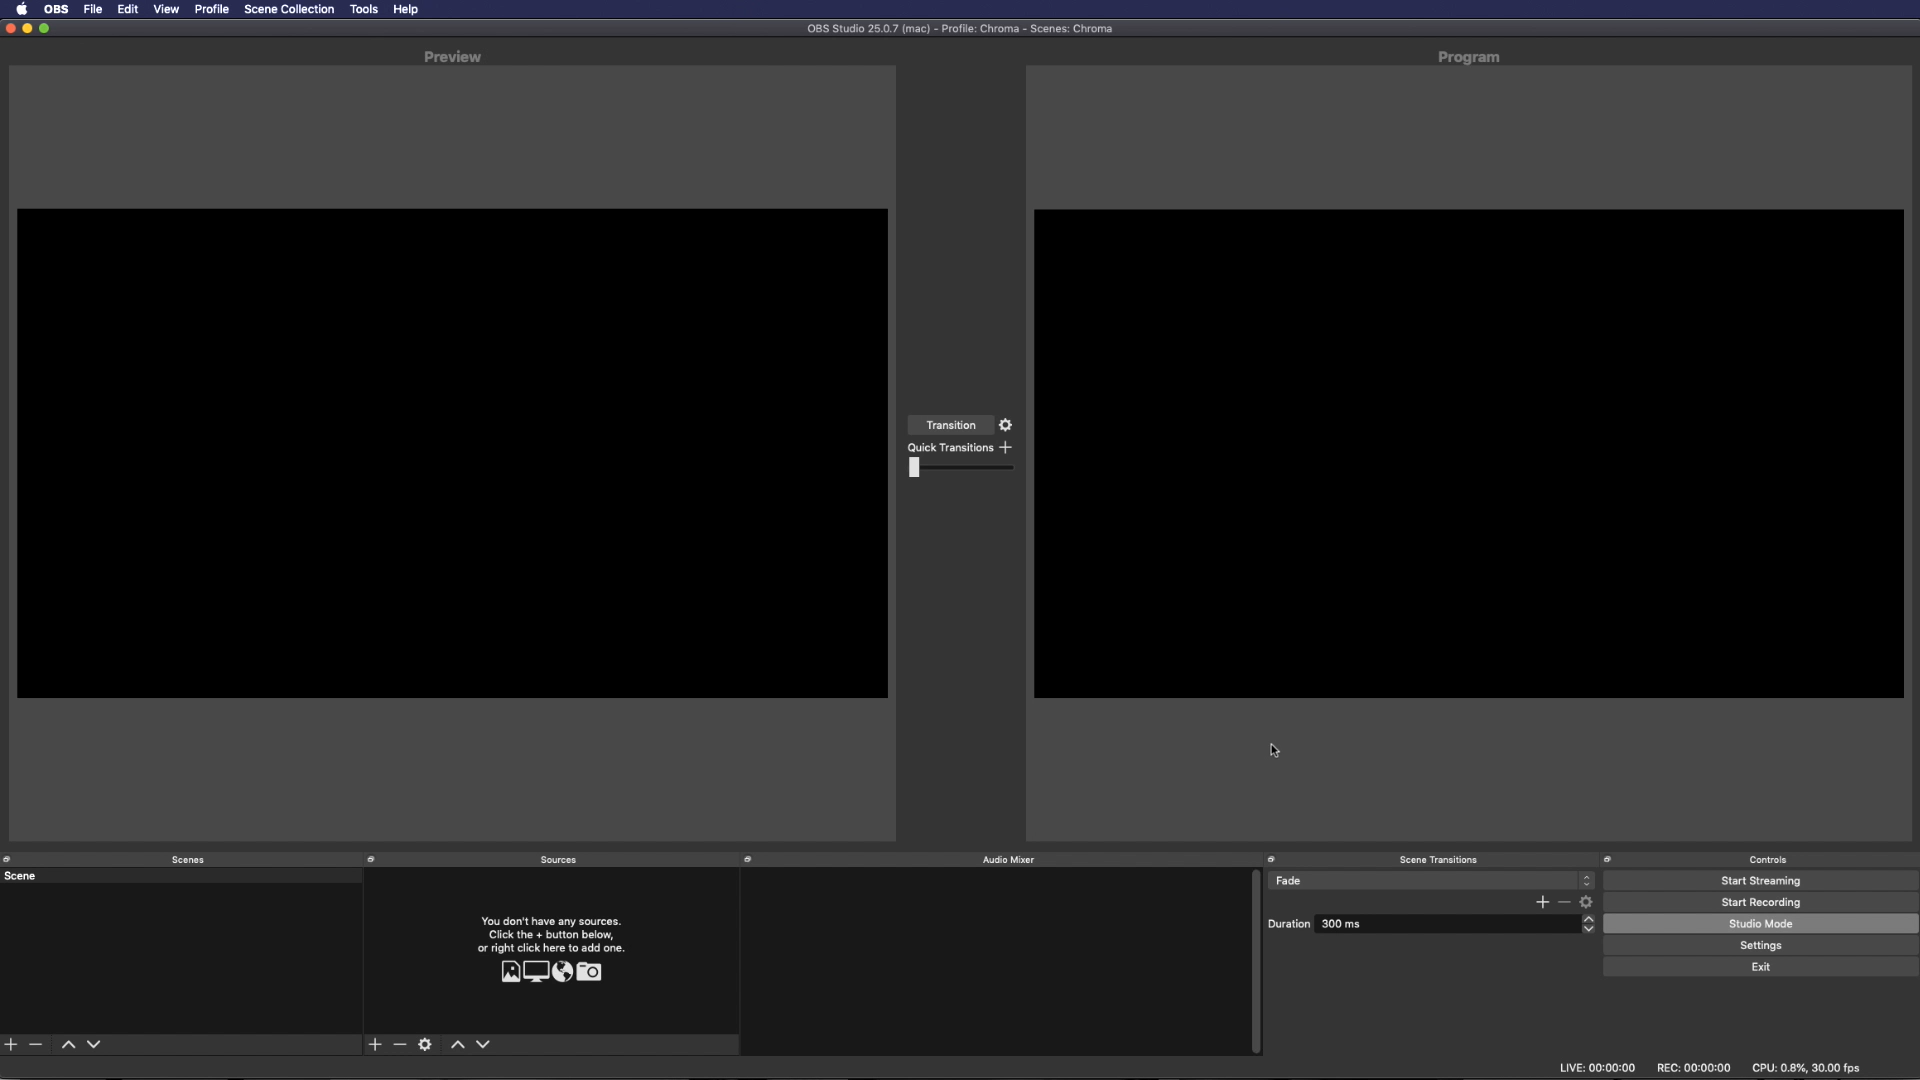 OBS File Edit View Profile Scene Collection Tools Help
OBS Studio 25.0.7 (mac) - Profile: Chroma - Scenes: Chroma
Preview
Program
Transition
Quick Transitions
Scenes
Scene
Sources
You don't have any sources.
Click the + button below,
or right click here to add one.
Audio Mixer
Scene Transitions
Fade
Duration 300 ms
Controls
Start Streaming
Start Recording
Studio Mode
Settings
Exit
LIVE: 00:00:00 REC: 00:00:00 CPU: 0.8%, 30.00 fps